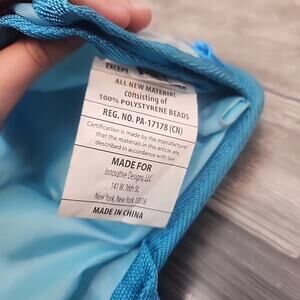 EXCEPT
ALL NEW MATERIAL
Consisting of
100% POLYSTYRENE BEADS
REG. NO. PA-17178 (CN)
Certification is made by the manufacturer
that the materials in this article are
described in accordance with law.
MADE FOR
Innovative Designs LLC
141 W. 36th St.
New York, New York 10018
MADE IN CHINA